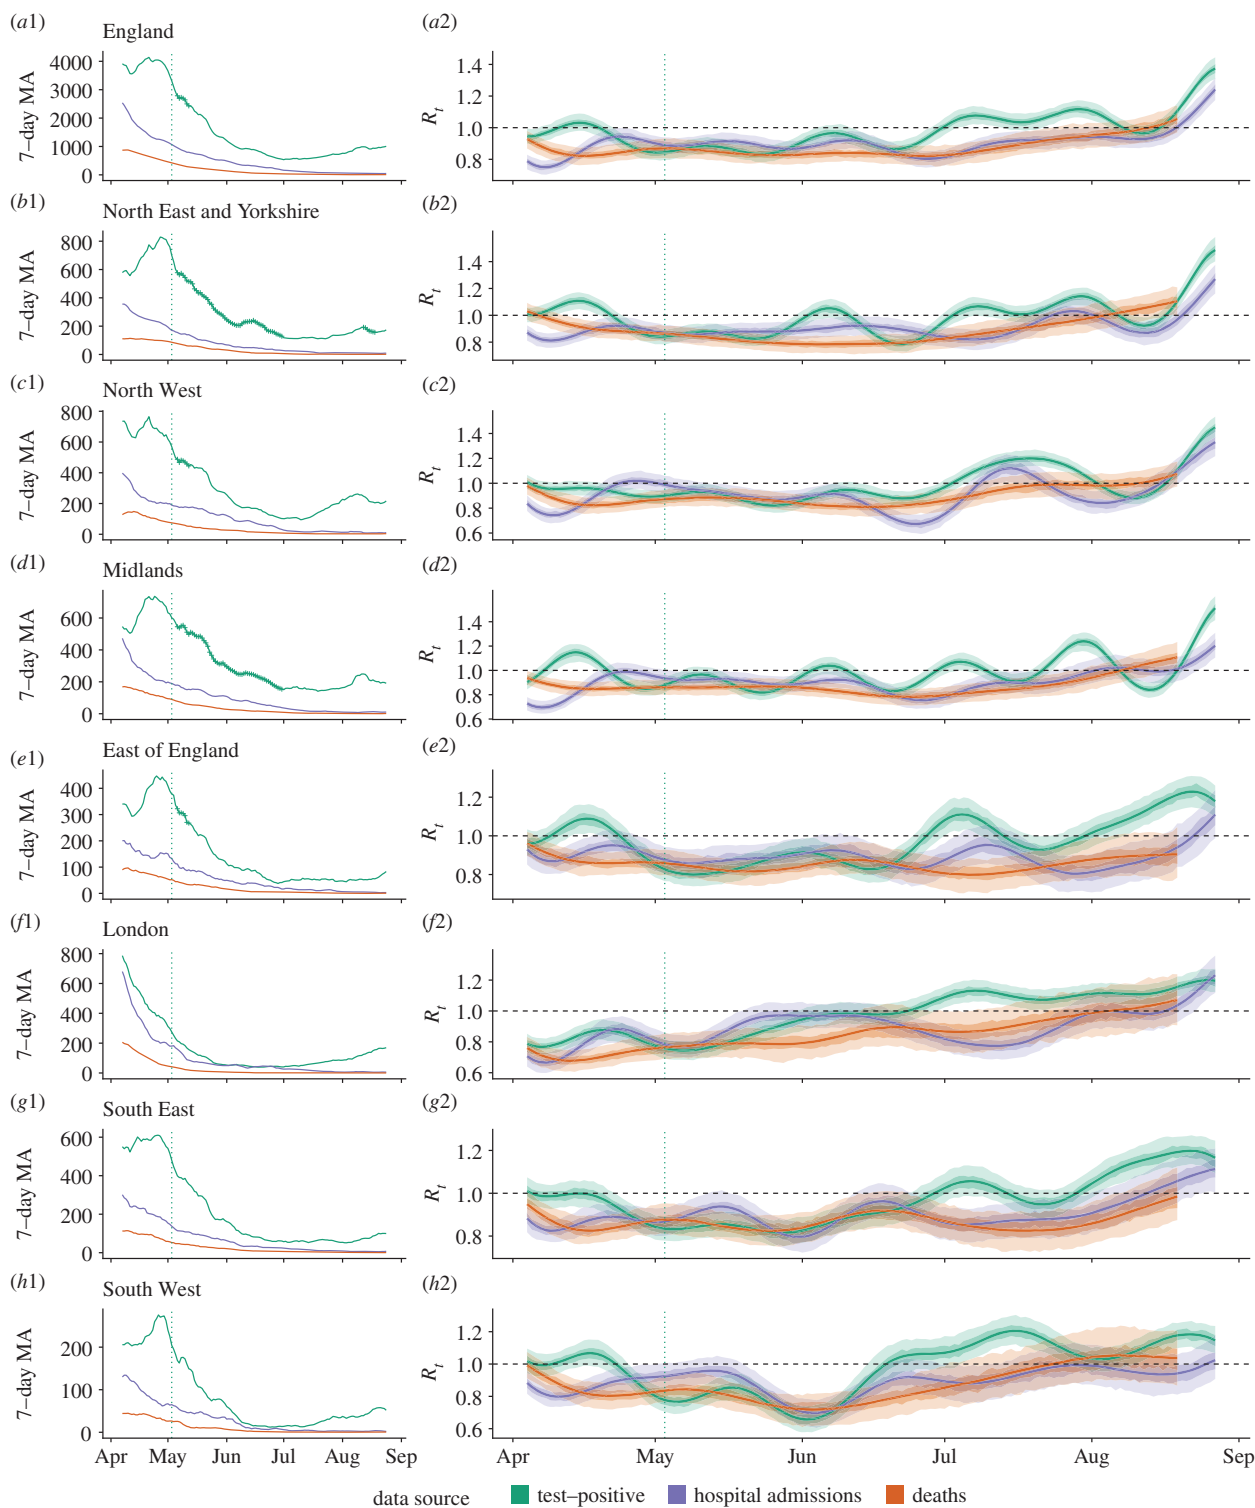 (a1) England (a2)
7–day MA
4000
3000
2000
1000
0
R_t
1.4
1.2
1.0
0.8
(b1) North East and Yorkshire (b2)
7–day MA
800
600
400
200
0
R_t
1.4
1.2
1.0
0.8
(c1) North West (c2)
7–day MA
800
600
400
200
0
R_t
1.4
1.2
1.0
0.8
0.6
(d1) Midlands (d2)
7–day MA
600
400
200
0
R_t
1.4
1.2
1.0
0.8
0.6
(e1) East of England (e2)
7–day MA
400
300
200
100
0
R_t
1.2
1.0
0.8
(f1) London (f2)
7–day MA
800
600
400
200
0
R_t
1.2
1.0
0.8
0.6
(g1) South East (g2)
7–day MA
600
400
200
0
R_t
1.2
1.0
0.8
(h1) South West (h2)
7–day MA
200
100
0
R_t
1.2
1.0
0.8
0.6
Apr May Jun Jul Aug Sep
Apr May Jun Jul Aug Sep
data source test–positive hospital admissions deaths